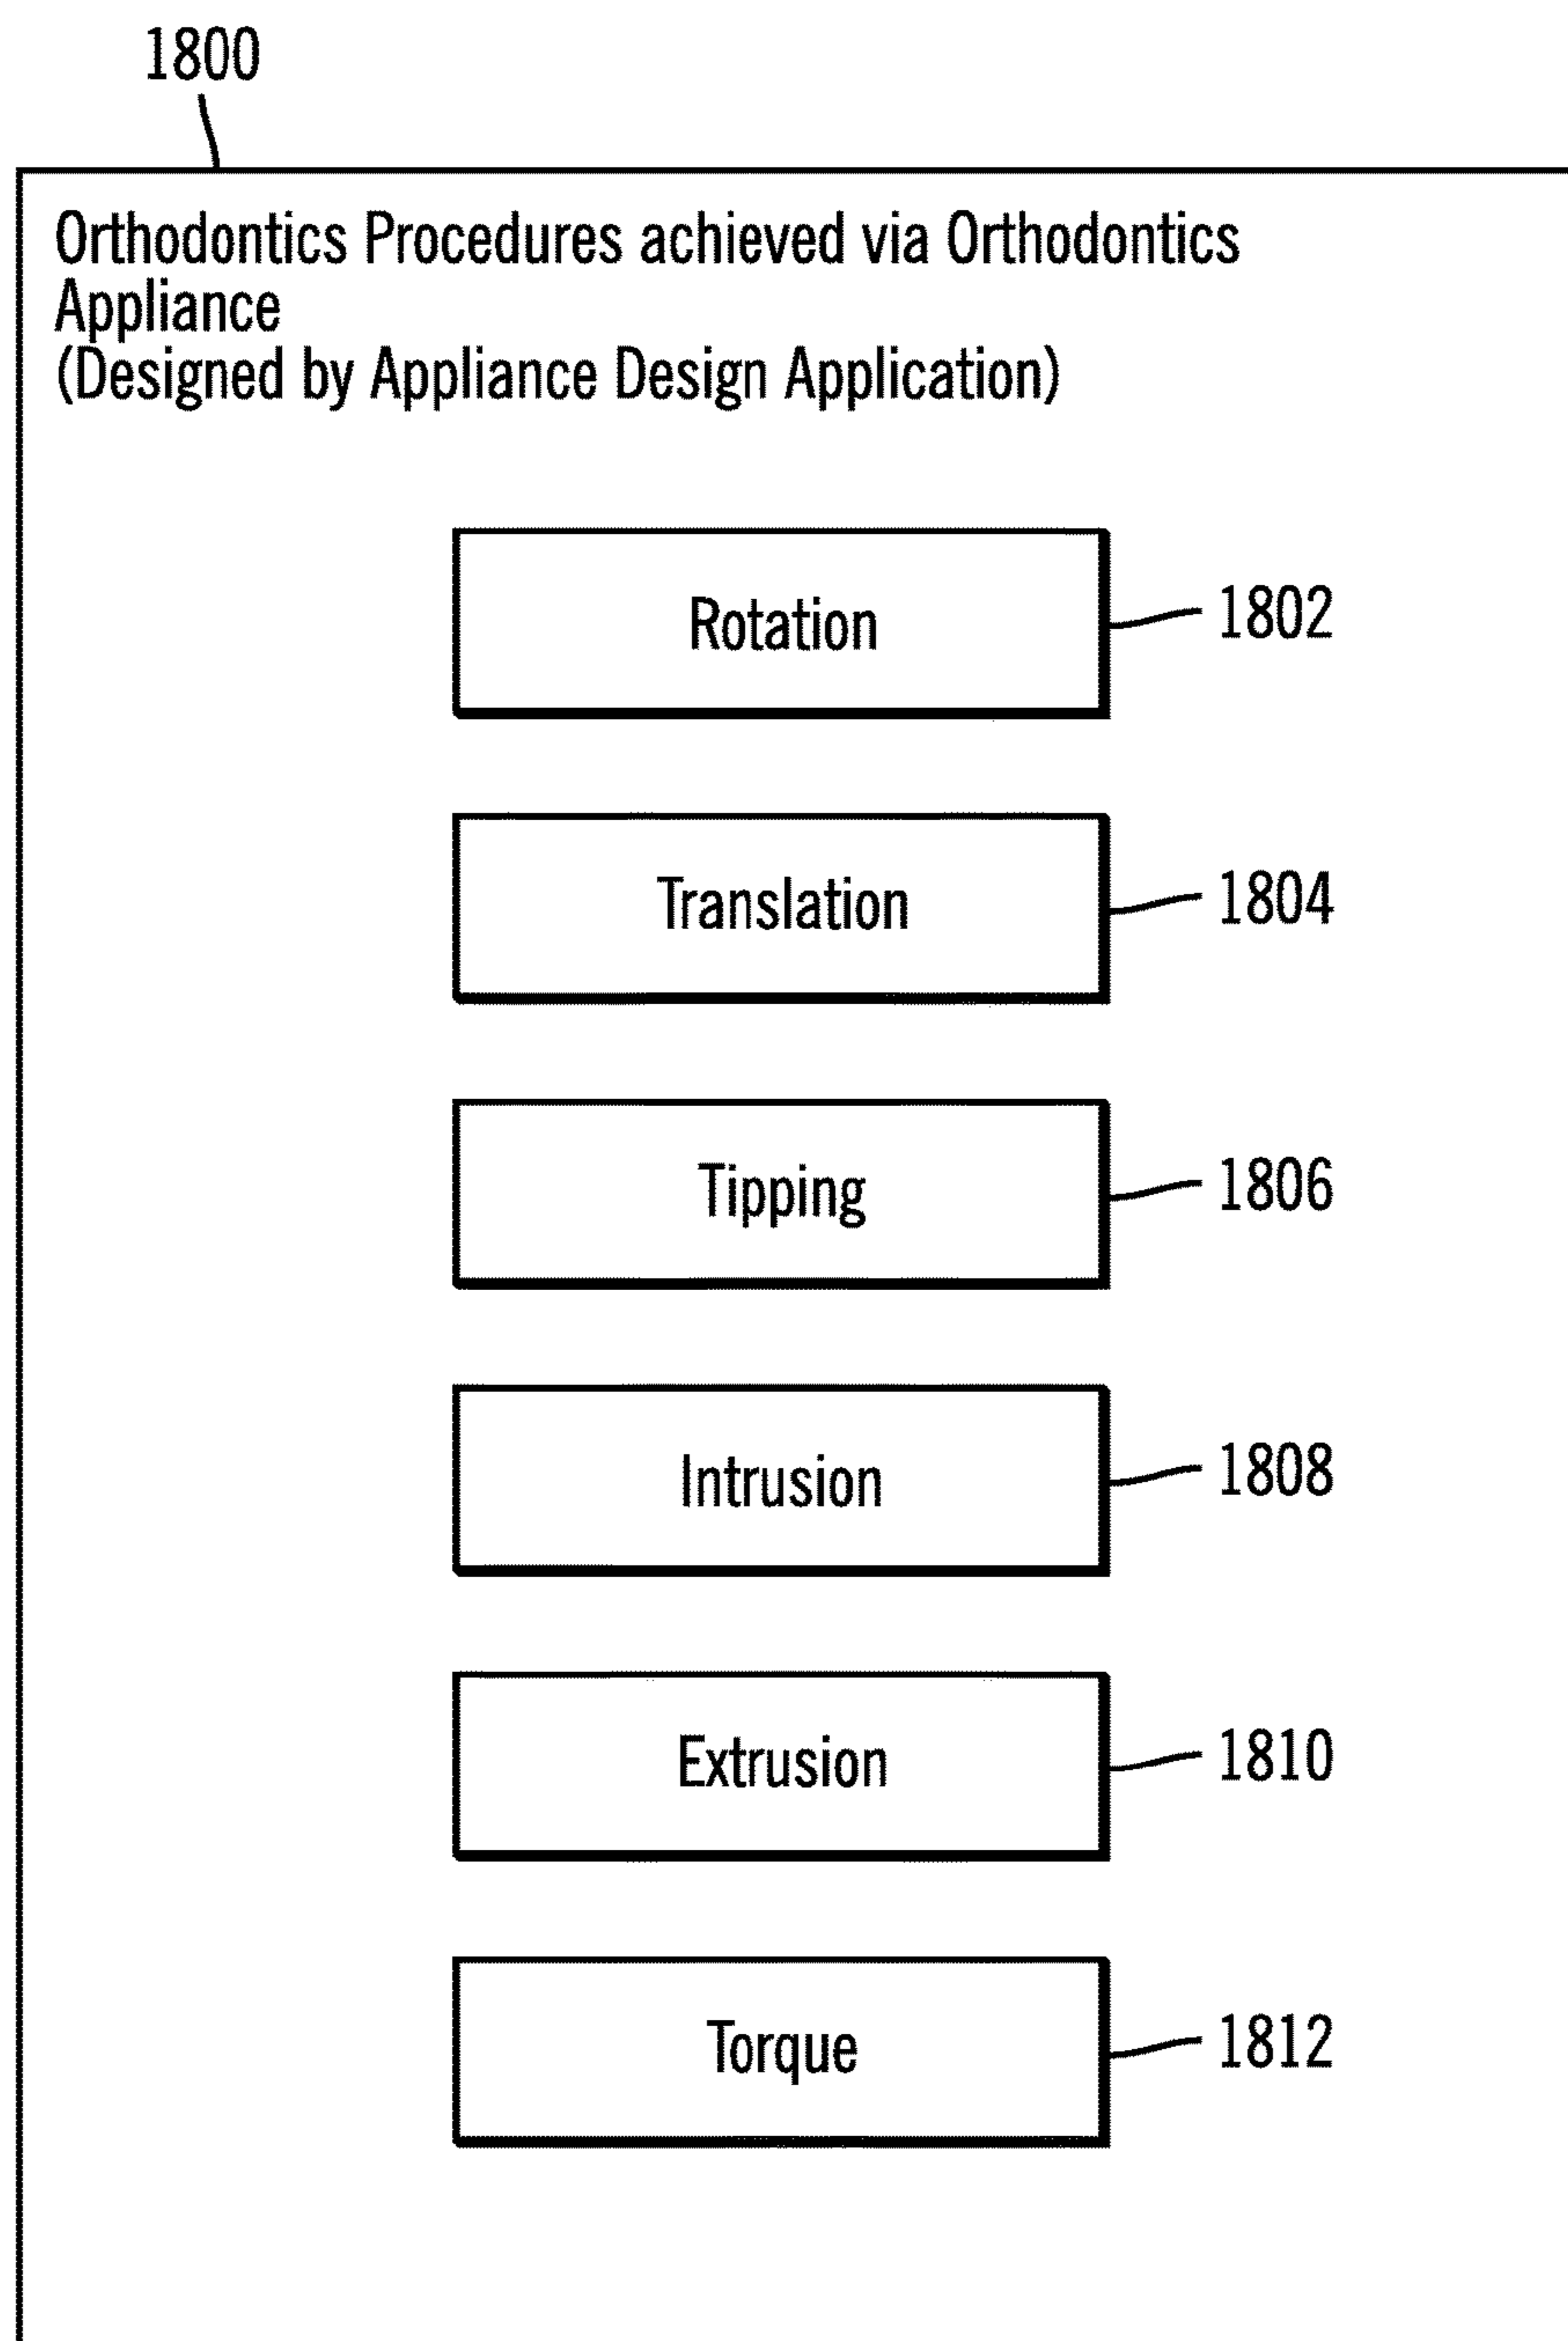 1800
Orthodontics Procedures achieved via Orthodontics
Appliance
(Designed by Appliance Design Application)
Rotation 1802
Translation 1804
Tipping 1806
Intrusion 1808
Extrusion 1810
Torque 1812